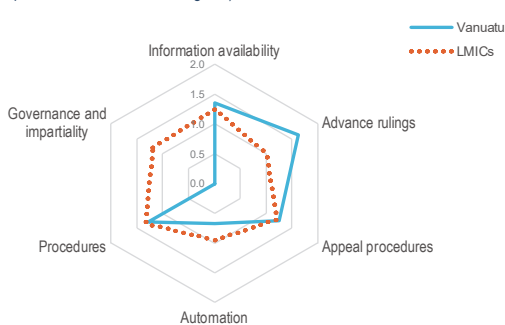 Vanuatu
LMICs
Information availability
2.0
1.5
1.0
0.5
0.0
Governance and
impartiality
Advance rulings
Procedures
Appeal procedures
Automation